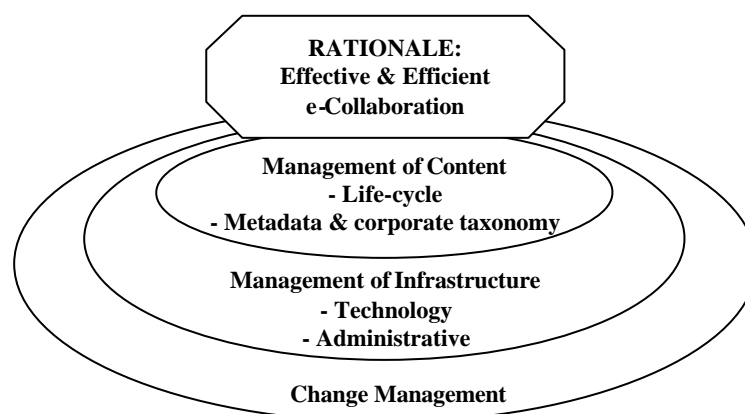 RATIONALE:
Effective & Efficient
e-Collaboration
Management of Content
- Life-cycle
- Metadata & corporate taxonomy
Management of Infrastructure
- Technology
- Administrative
Change Management